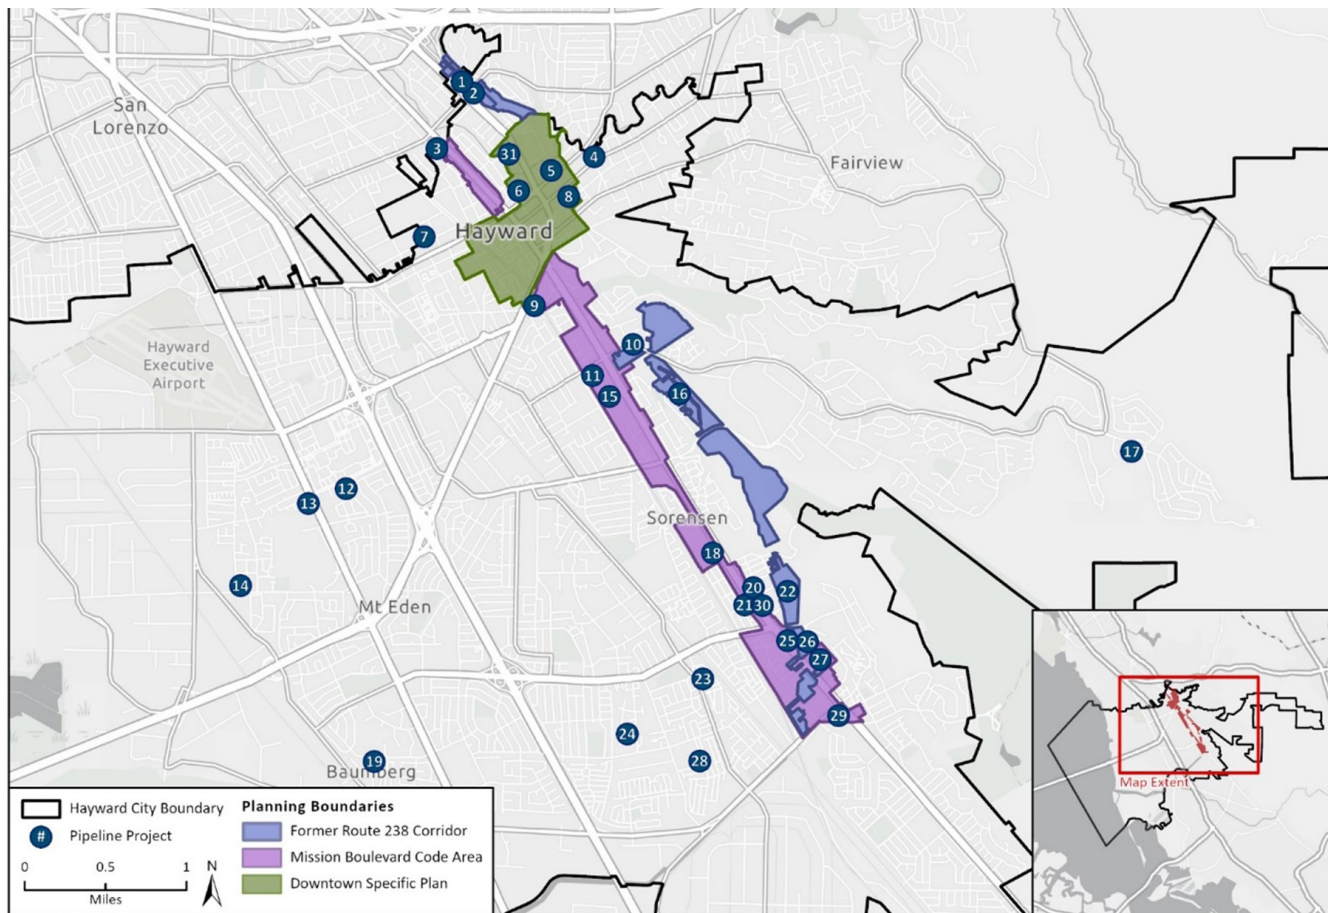 1
2
San
Lorenzo
3
31
4
5
Fairview
6
8
7
Hayward
9
Hayward
Executive
Airport
10
11
15
16
17
12
13
Sorensen
18
14
20
22
2130
Mt Eden
25 26
27
23
29
24
28
19
Baumberg
Hayward City Boundary
# Pipeline Project
0 0.5 1
Miles
N
Planning Boundaries
Former Route 238 Corridor
Mission Boulevard Code Area
Downtown Specific Plan
Map Extent